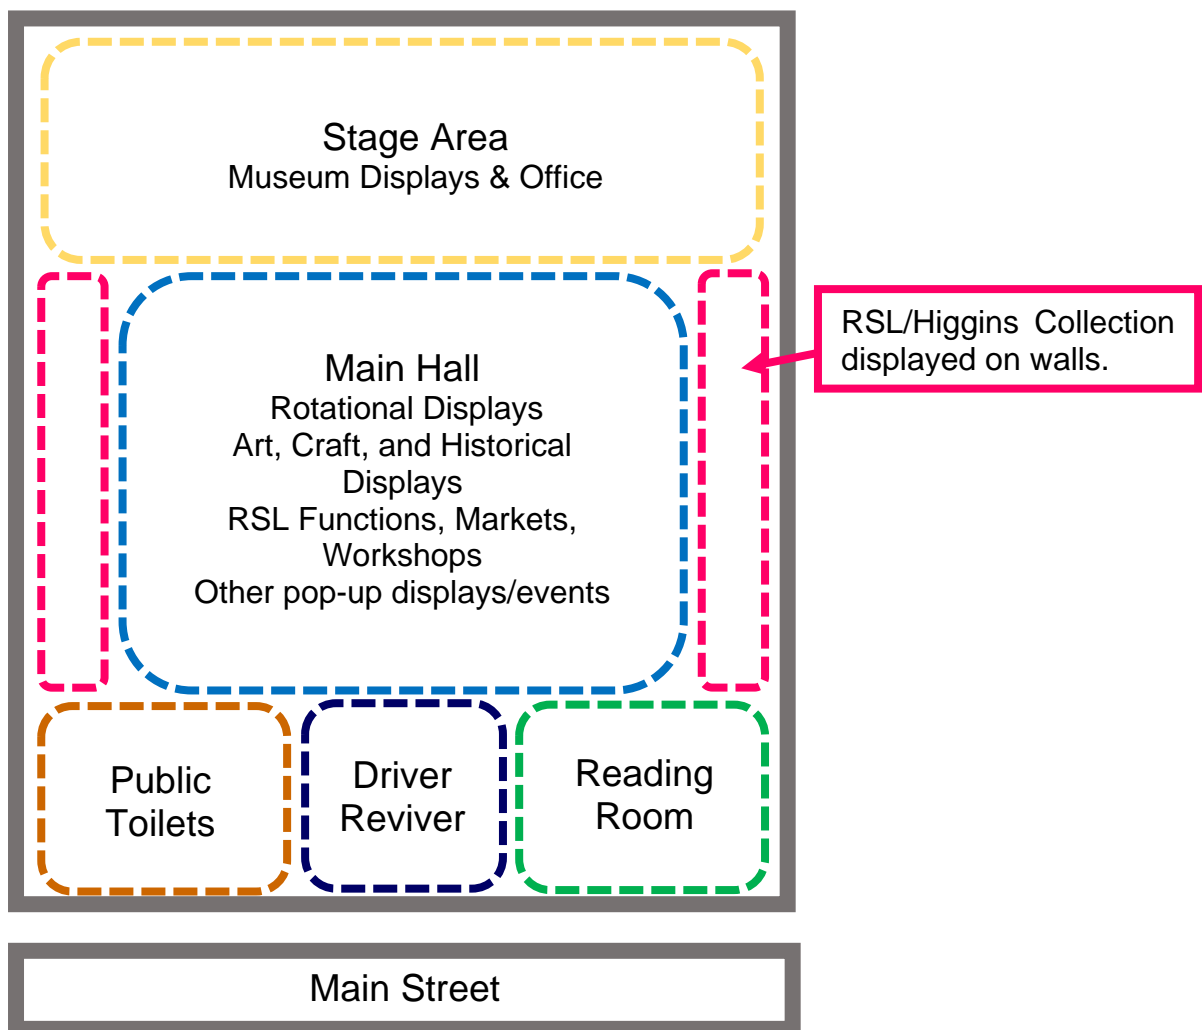 Stage Area
Museum Displays & Office
RSL/Higgins Collection
displayed on walls.
Main Hall
Rotational Displays
Art, Craft, and Historical
Displays
RSL Functions, Markets,
Workshops
Other pop-up displays/events
Public
Toilets
Driver
Reviver
Reading
Room
Main Street